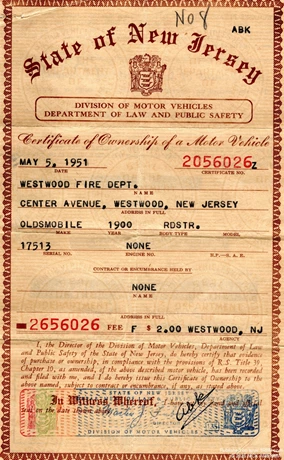 No 8
ABK
State of New Jersey
DIVISION OF MOTOR VEHICLES
DEPARTMENT OF LAW AND PUBLIC SAFETY
Certificate of Ownership of a Motor Vehicle
MAY 5, 1951 2056026Z
DATE CERTIFICATE NO.
WESTWOOD FIRE DEPT.
NAME
CENTER AVENUE, WESTWOOD, NEW JERSEY
ADDRESS IN FULL
OLDSMOBILE 1900 RDSTR.
MAKE YEAR BODY TYPE MODEL
17513 NONE
SERIAL NO. ENGINE NO. H.P.-S.A.E.
CONTRACT OR ENCUMBRANCE HELD BY
NONE
NAME
ADDRESS IN FULL
2656026 FEE F $2.00 WESTWOOD, NJ
AGENCY
I, the Director of the Division of Motor Vehicles, Department of Law
and Public Safety of the State of New Jersey, do hereby certify that evidences
of purchase or ownership, in compliance with the provisions of R.S. Title 39,
Chapter 10, as amended, of the above described motor vehicle, have been recorded
and filed with me, and I do hereby issue this Certificate of Ownership to the
above named, subject to contract or encumbrance, if any, as stated above.
STATE OF NEW JERSEY
In Witness Whereof,
DIVISION OF MOTOR VEHICLES